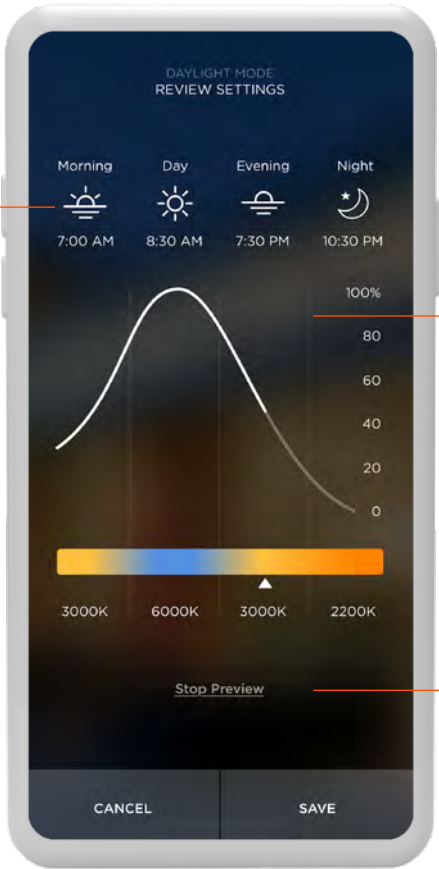 DAYLIGHT MODE
REVIEW SETTINGS
Morning Day Evening Night
7:00 AM 8:30 AM 7:30 PM 10:30 PM
100%
80
60
40
20
0
3000K 6000K 3000K 2200K
Stop Preview
CANCEL SAVE